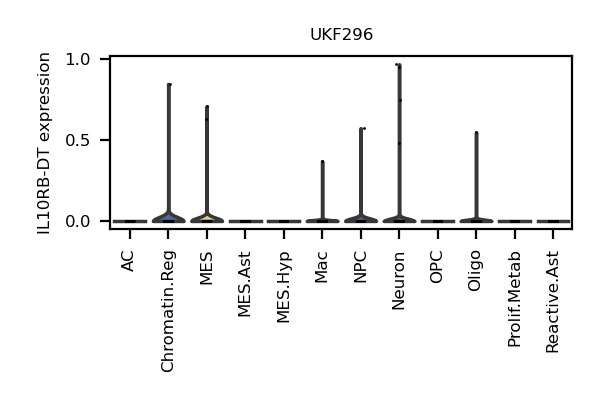 UKF296
IL10RB-DT expression
1.0
0.5
0.0
AC
Chromatin.Reg
MES
MES.Ast
MES.Hyp
Mac
NPC
Neuron
OPC
Oligo
Prolif.Metab
Reactive.Ast